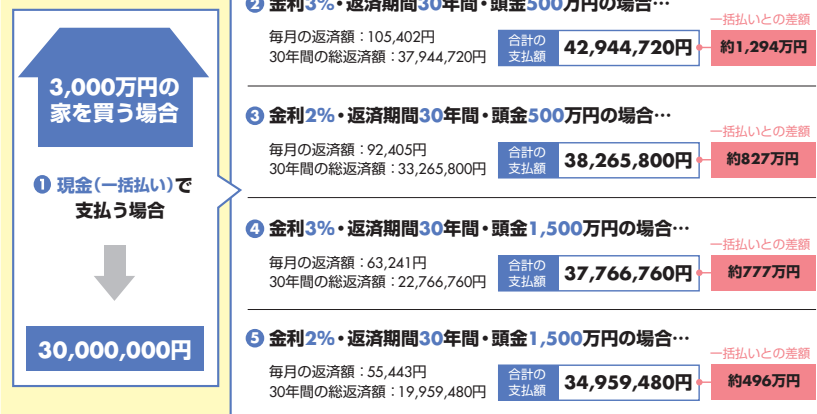 3,000万円の
家を買う場合
❶ 現金(一括払い)で
支払う場合
30,000,000円
❷ 金利3%・返済期間30年間・頭金500万円の場合…
毎月の返済額：105,402円
30年間の総返済額：37,944,720円
合計の
支払額
42,944,720円
一括払いとの差額
約1,294万円
❸ 金利2%・返済期間30年間・頭金500万円の場合…
毎月の返済額：92,405円
30年間の総返済額：33,265,800円
合計の
支払額
38,265,800円
一括払いとの差額
約827万円
❹ 金利3%・返済期間30年間・頭金1,500万円の場合…
毎月の返済額：63,241円
30年間の総返済額：22,766,760円
合計の
支払額
37,766,760円
一括払いとの差額
約777万円
❺ 金利2%・返済期間30年間・頭金1,500万円の場合…
毎月の返済額：55,443円
30年間の総返済額：19,959,480円
合計の
支払額
34,959,480円
一括払いとの差額
約496万円